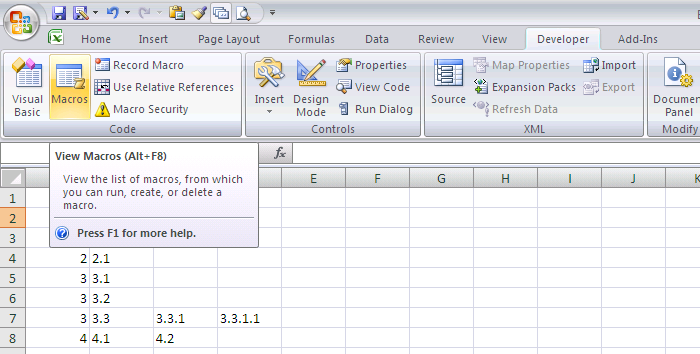 Home Insert Page Layout Formulas Data Review View Developer Add-Ins
Visual Basic
Macros
Record Macro
Use Relative References
Macro Security
Code
Insert
Design Mode
Properties
View Code
Run Dialog
Controls
Source
Map Properties
Expansion Packs
Refresh Data
Import
Export
XML
Document
Panel
Modify
View Macros (Alt+F8)
View the list of macros, from which
you can run, create, or delete a
macro.
Press F1 for more help.
fx
E F G H I J K
1
2
3
4 2 2.1
5 3 3.1
6 3 3.2
7 3 3.3 3.3.1 3.3.1.1
8 4 4.1 4.2